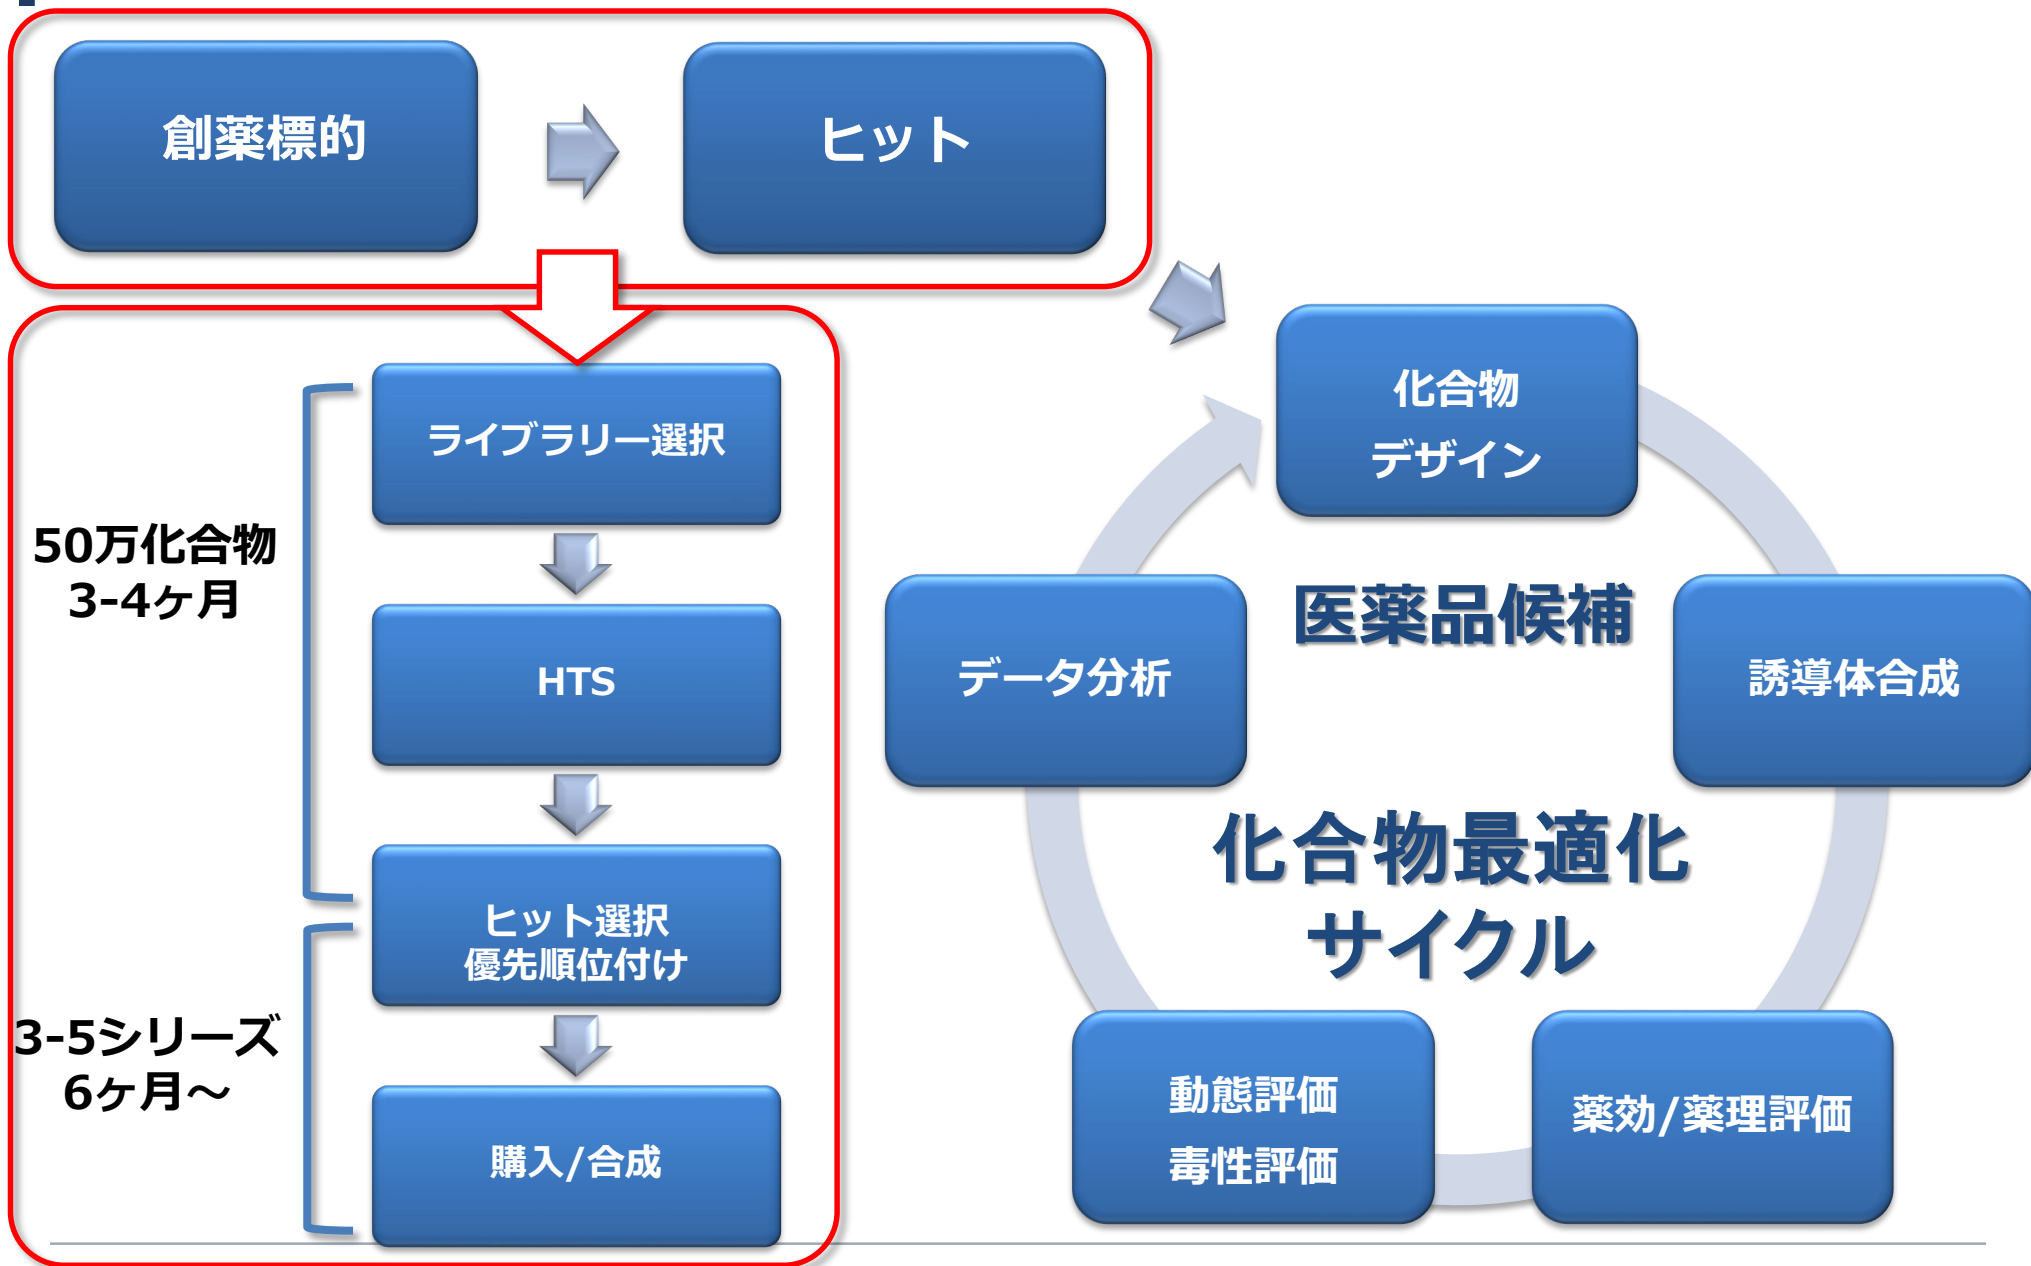 創薬標的
ヒット
ライブラリー選択
HTS
ヒット選択
優先順位付け
購入/合成
50万化合物
3-4ヶ月
3-5シリーズ
6ヶ月～
化合物
デザイン
誘導体合成
薬効/薬理評価
動態評価
毒性評価
データ分析
医薬品候補
化合物最適化
サイクル